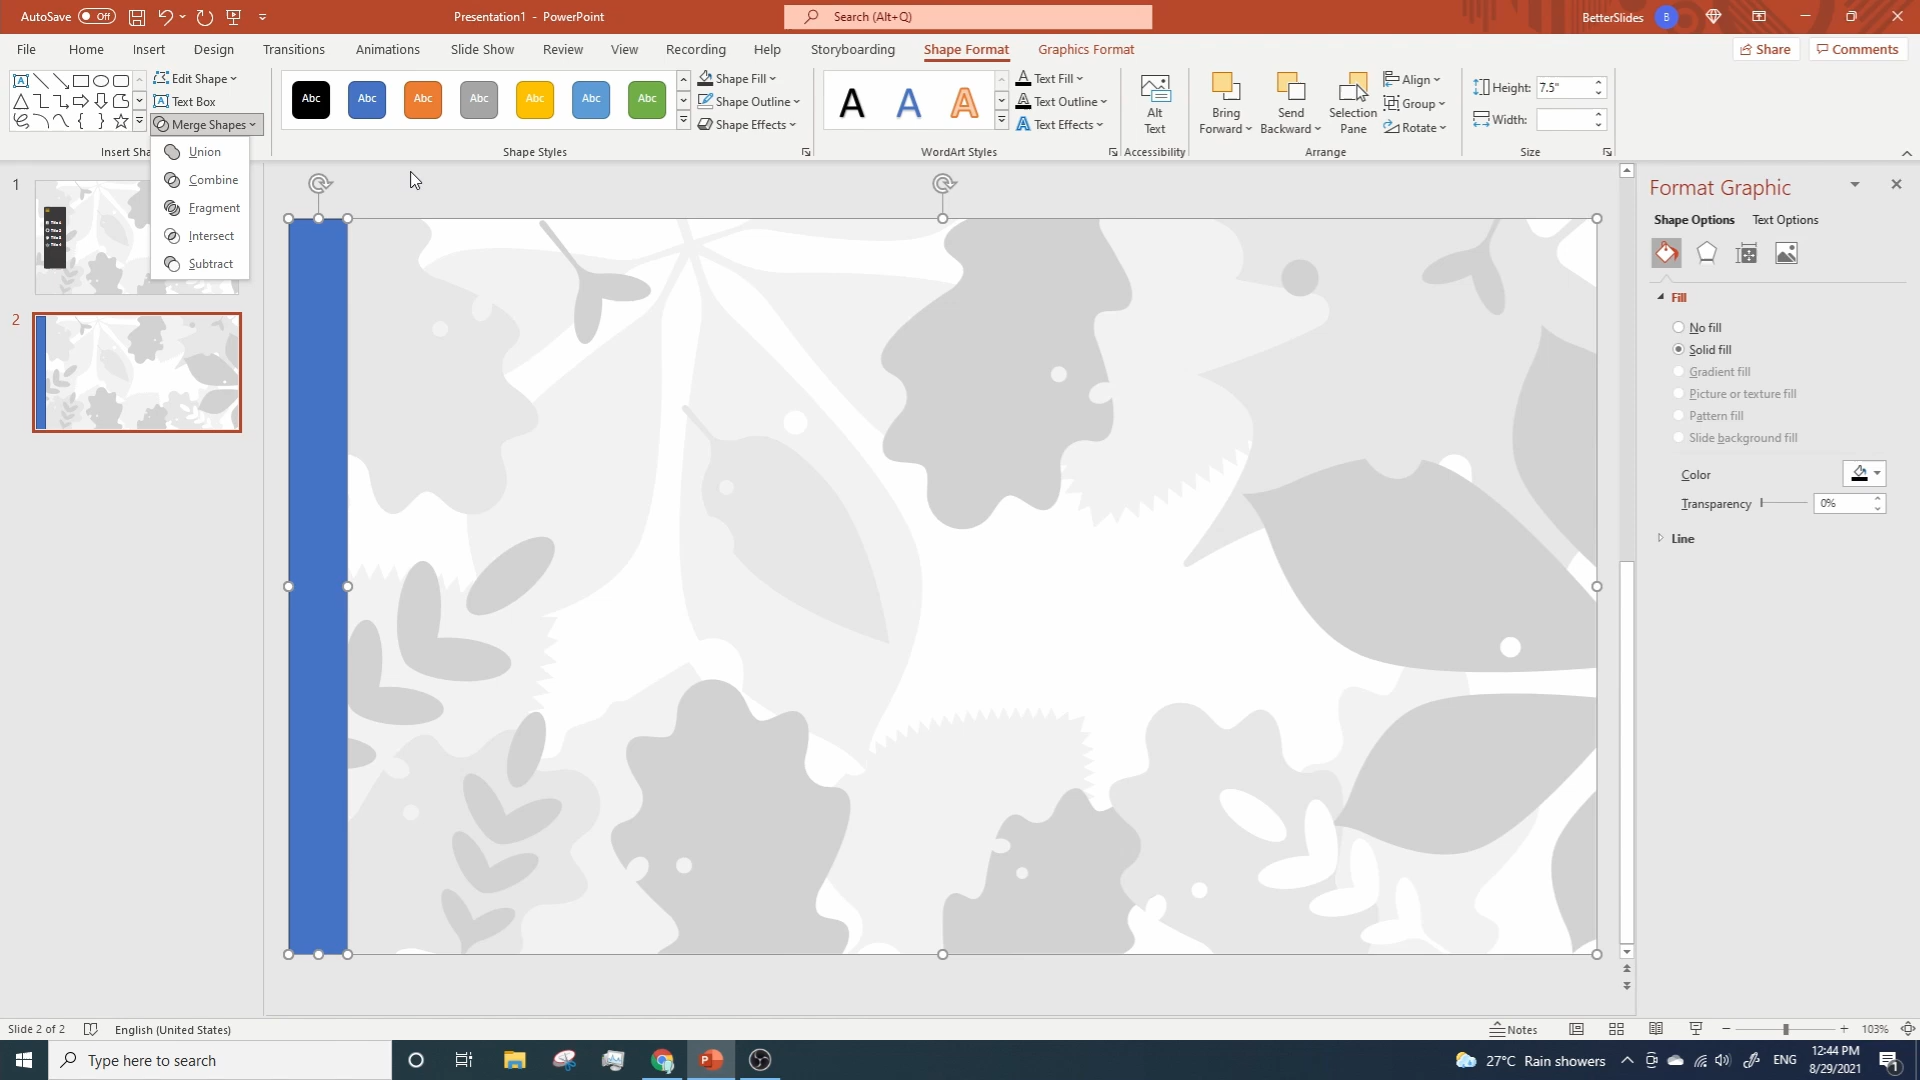 AutoSave Off
Presentation1 - PowerPoint
Search (Alt+Q)
BetterSlides B
File Home Insert Design Transitions Animations Slide Show Review View Recording Help Storyboarding Shape Format Graphics Format
Share Comments
Edit Shape
Text Box
Merge Shapes
Insert Sha
Union
Combine
Fragment
Intersect
Subtract
Abc Abc Abc Abc Abc Abc Abc
Shape Fill
Shape Outline
Shape Effects
Shape Styles
A A A
Text Fill
Text Outline
Text Effects
WordArt Styles
Alt
Text
Accessibility
Bring
Forward
Send
Backward
Selection
Pane
Align
Group
Rotate
Arrange
Height: 7.5"
Width:
Size
1
2
Format Graphic
Shape Options Text Options
Fill
No fill
Solid fill
Gradient fill
Picture or texture fill
Pattern fill
Slide background fill
Color
Transparency 0%
Line
Slide 2 of 2
English (United States)
Notes
103%
Type here to search
27°C Rain showers
ENG
12:44 PM
8/29/2021
1